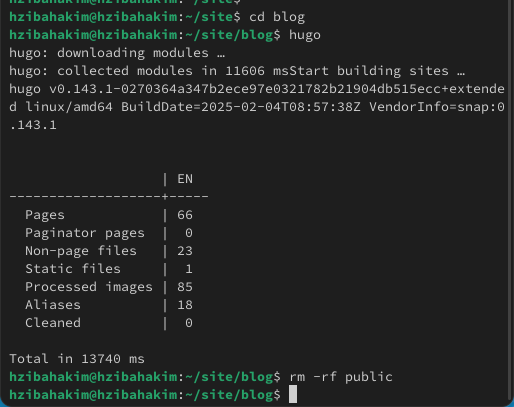 hzibahakim@hzibahakim:~/site$
hzibahakim@hzibahakim:~/site$ cd blog
hzibahakim@hzibahakim:~/site/blog$ hugo
hugo: downloading modules …
hugo: collected modules in 11606 msStart building sites …
hugo v0.143.1-0270364a347b2ece97e0321782b21904db515ecc+extende
d linux/amd64 BuildDate=2025-02-04T08:57:38Z VendorInfo=snap:0
.143.1
| EN
-------------------+-----
Pages | 66
Paginator pages | 0
Non-page files | 23
Static files | 1
Processed images | 85
Aliases | 18
Cleaned | 0
Total in 13740 ms
hzibahakim@hzibahakim:~/site/blog$ rm -rf public
hzibahakim@hzibahakim:~/site/blog$